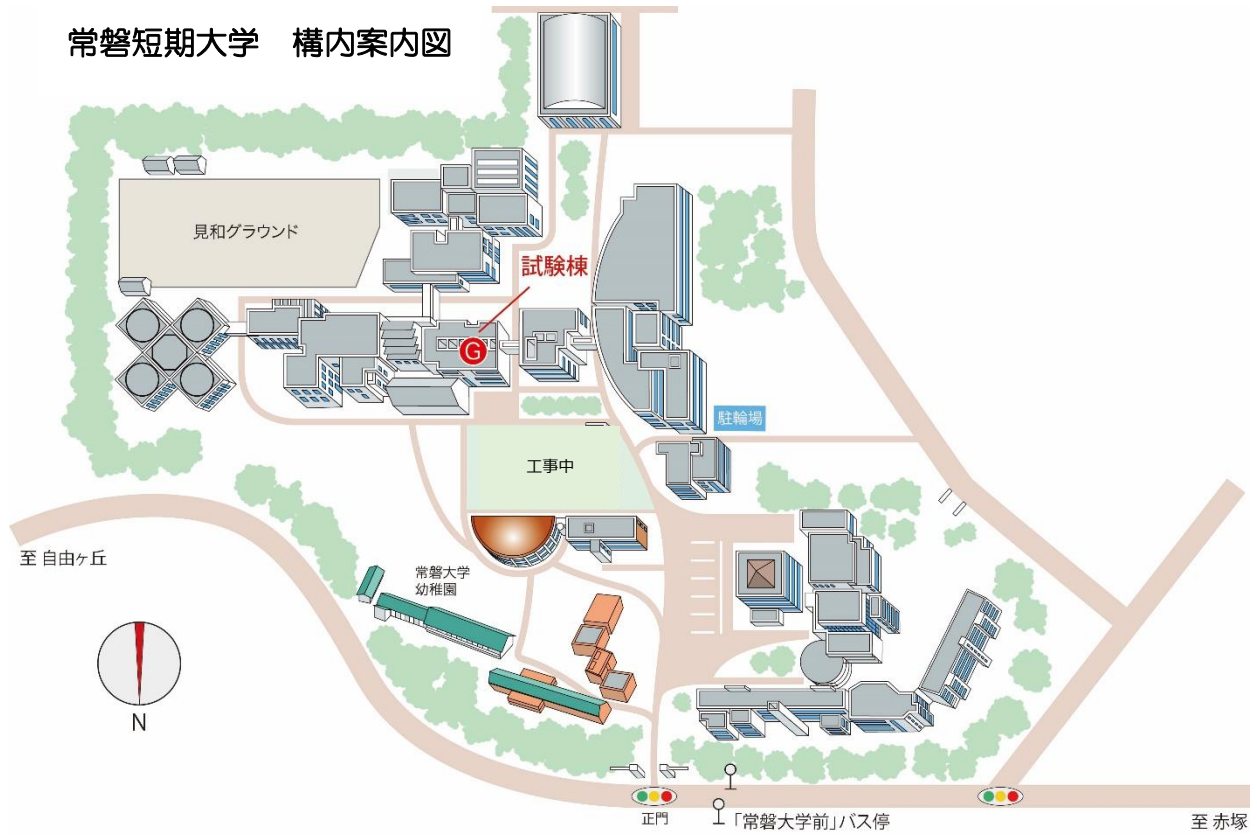 常磐短期大学　構内案内図
見和グラウンド
試験棟
G
駐輪場
工事中
至 自由ヶ丘
常磐大学
幼稚園
N
正門
「常磐大学前」バス停
至 赤塚